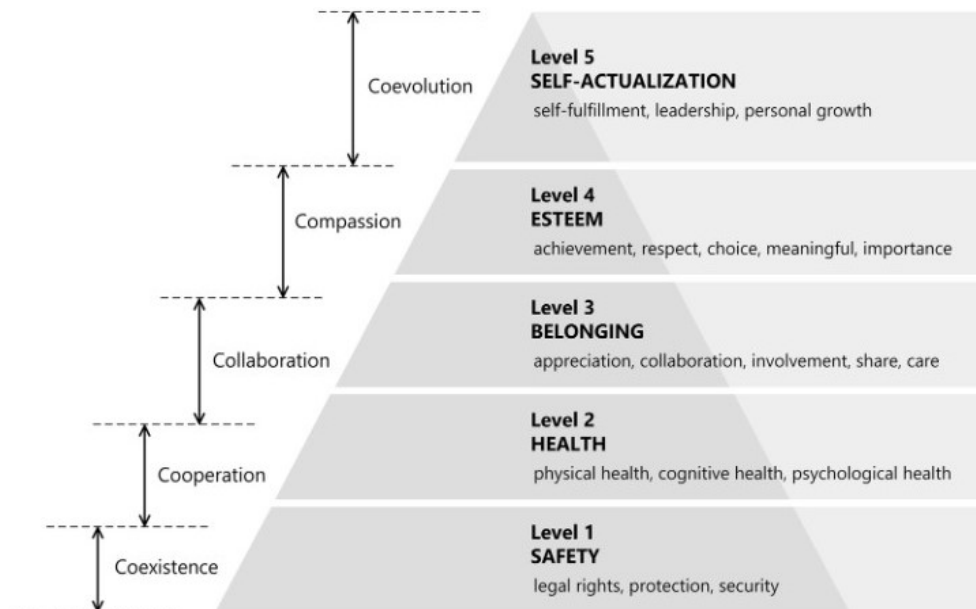 Coevolution
Level 5
SELF-ACTUALIZATION
self-fulfillment, leadership, personal growth
Compassion
Level 4
ESTEEM
achievement, respect, choice, meaningful, importance
Collaboration
Level 3
BELONGING
appreciation, collaboration, involvement, share, care
Cooperation
Level 2
HEALTH
physical health, cognitive health, psychological health
Coexistence
Level 1
SAFETY
legal rights, protection, security